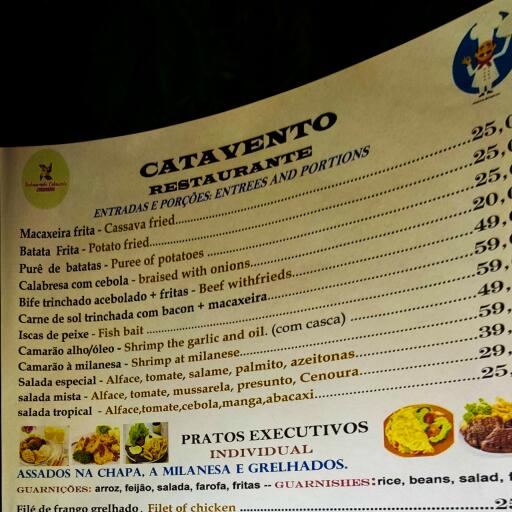 CATAVENTO
RESTAURANTE
ENTRADAS E PORÇÕES: ENTREES AND PORTIONS
Macaxeira frita - Cassava fried 25,0
Batata Frita - Potato fried 25,0
Purê de batatas - Puree of potatoes 25,0
Calabresa com cebola - braised with onions 20,0
Bife trinchado acebolado + fritas - Beef withfrieds 49,
Carne de sol trinchada com bacon + macaxeira 59,
Iscas de peixe - Fish bait 59,
Camarão alho/óleo - Shrimp the garlic and oil. (com casca) 49,
Camarão à milanesa - Shrimp at milanese 59,
Salada especial - Alface, tomate, salame, palmito, azeitonas 39,
salada mista - Alface, tomate, mussarela, presunto, Cenoura 29,
salada tropical - Alface,tomate,cebola,manga,abacaxi 25,
PRATOS EXECUTIVOS
INDIVIDUAL
ASSADOS NA CHAPA, A MILANESA E GRELHADOS.
GUARNIÇÕES: arroz, feijão, salada, farofa, fritas -- GUARNISHES: rice, beans, salad, f
Filé de frango grelhado. Filet of chicken